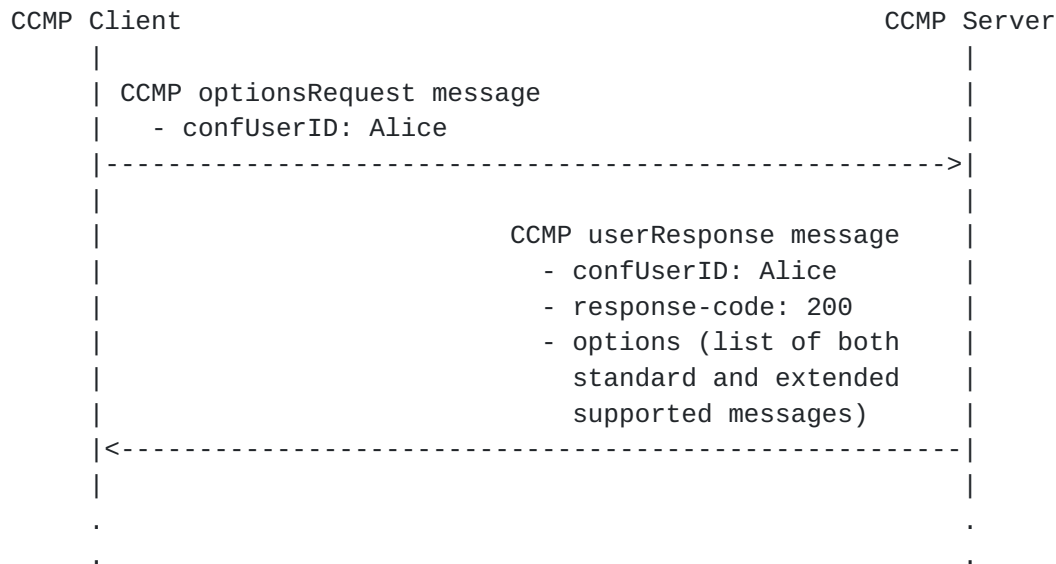 CCMP Client CCMP Server
CCMP optionsRequest message
- confUserID: Alice
CCMP userResponse message
- confUserID: Alice
- response-code: 200
- options (list of both
standard and extended
supported messages)